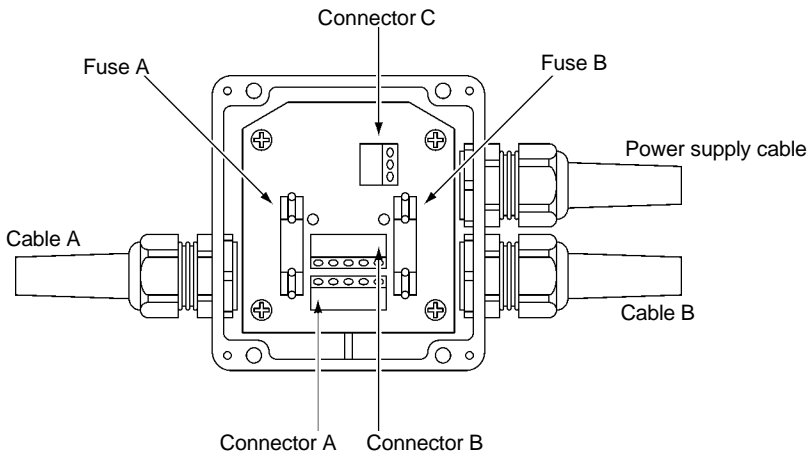 Connector C
Fuse A
Fuse B
Power supply cable
Cable A
Cable B
Connector A
Connector B